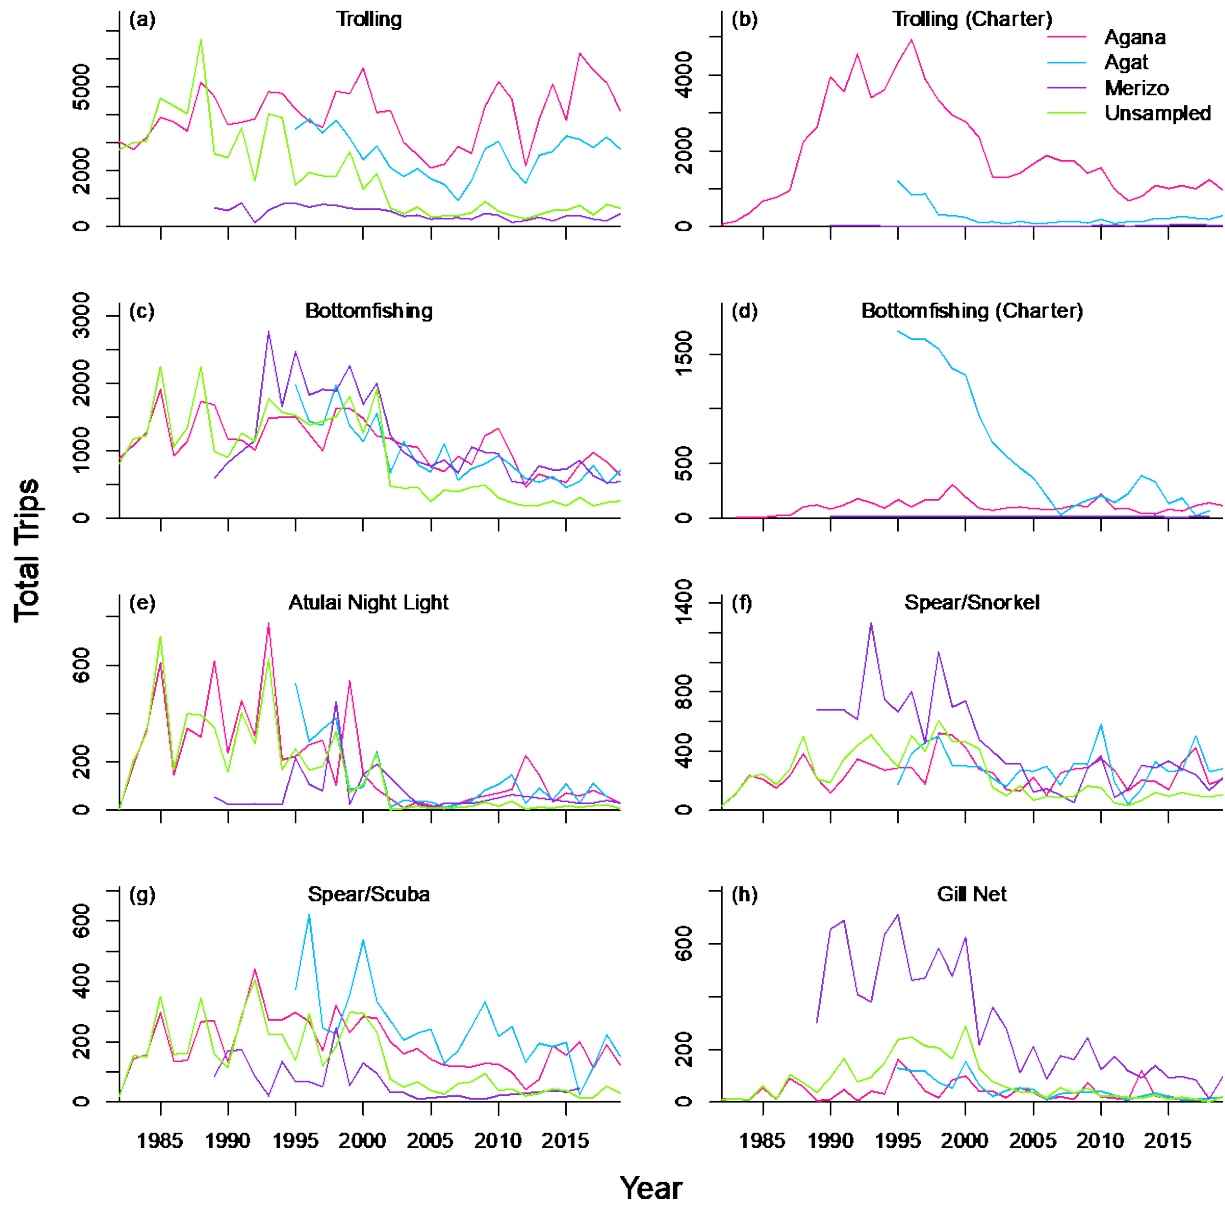 (a) Trolling
(b) Trolling (Charter)
Agana
Agat
Merizo
Unsampled
0 2000 5000
0 2000 4000
(c) Bottomfishing
(d) Bottomfishing (Charter)
0 1000 2000 3000
0 500 1500
Total Trips
(e) Atulai Night Light
(f) Spear/Snorkel
0 200 600
0 400 800 1400
(g) Spear/Scuba
(h) Gill Net
0 200 400 600
0 200 600
1985 1990 1995 2000 2005 2010 2015
1985 1990 1995 2000 2005 2010 2015
Year